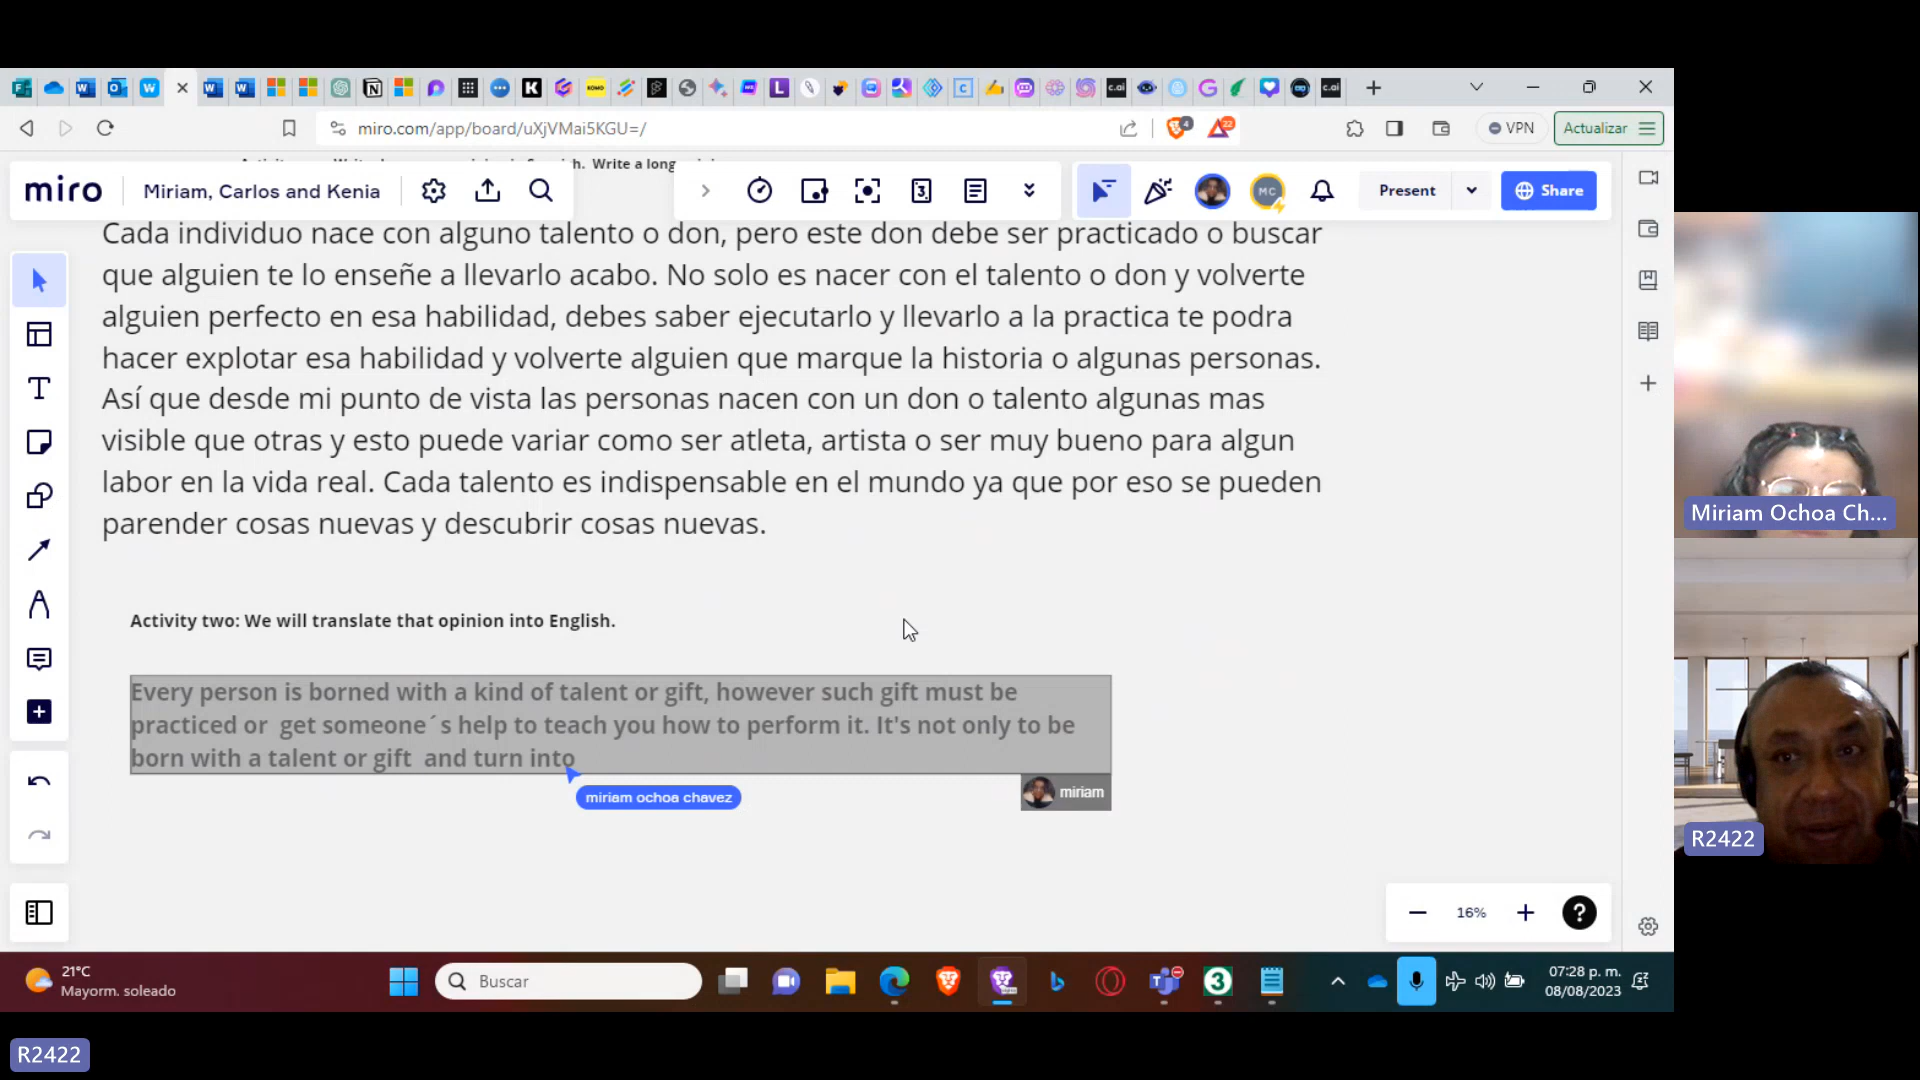 miro.com/app/board/uXjVMai5KGU=/
VPN
Actualizar
Write a long
miro
Miriam, Carlos and Kenia
MC
Present
Share
Cada individuo nace con alguno talento o don, pero este don debe ser practicado o buscar
que alguien te lo enseñe a llevarlo acabo. No solo es nacer con el talento o don y volverte
alguien perfecto en esa habilidad, debes saber ejecutarlo y llevarlo a la practica te podra
hacer explotar esa habilidad y volverte alguien que marque la historia o algunas personas.
Así que desde mi punto de vista las personas nacen con un don o talento algunas mas
visible que otras y esto puede variar como ser atleta, artista o ser muy bueno para algun
labor en la vida real. Cada talento es indispensable en el mundo ya que por eso se pueden
parender cosas nuevas y descubrir cosas nuevas.
Activity two: We will translate that opinion into English.
Every person is borned with a kind of talent or gift, however such gift must be
practiced or  get someone´s help to teach you how to perform it. It's not only to be
born with a talent or gift  and turn into
miriam ochoa chavez
miriam
16%
Miriam Ochoa Ch...
R2422
21°C
Mayorm. soleado
Buscar
07:28 p. m.
08/08/2023
R2422